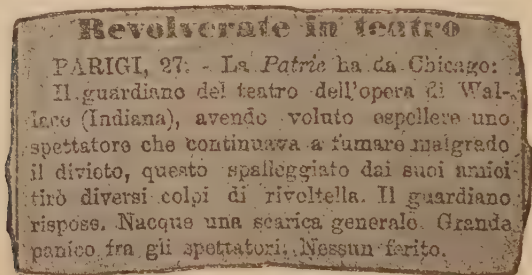 Revolverate in teatro
PARIGI, 27: - La Patrie ha da Chicago:
Il guardiano del teatro dell'opera di Wal-
lace (Indiana), avendo voluto espellere uno
spettatore che continuava a fumare malgrado
il divieto, questo spalleggiato dai suoi amici
tirò diversi colpi di rivoltella. Il guardiano
rispose. Nacque una scarica generale. Grande
panico fra gli spettatori. Nessun ferito.